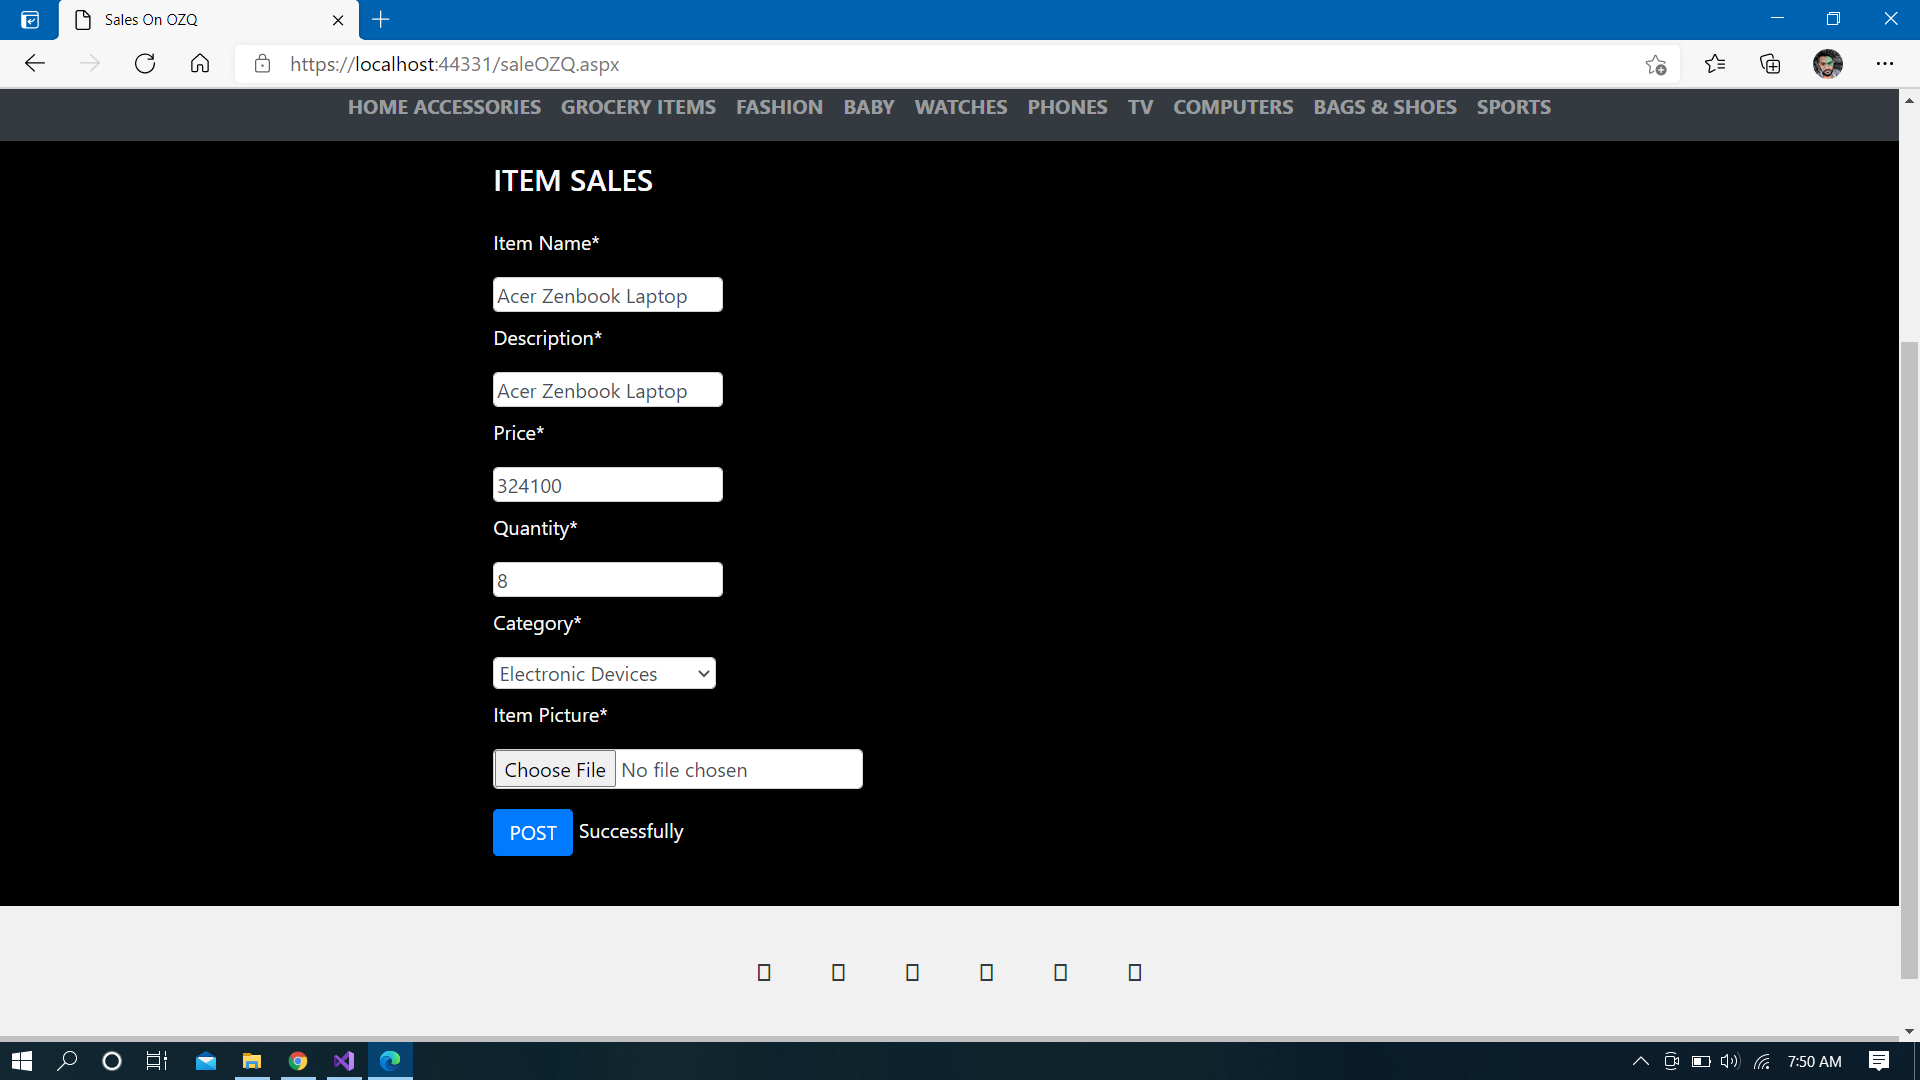 Sales On OZQ
https://localhost:44331/saleOZQ.aspx
HOME ACCESSORIES GROCERY ITEMS FASHION BABY WATCHES PHONES TV COMPUTERS BAGS & SHOES SPORTS
ITEM SALES
Item Name*
Acer Zenbook Laptop
Description*
Acer Zenbook Laptop
Price*
324100
Quantity*
8
Category*
Electronic Devices
Item Picture*
Choose File No file chosen
POST Successfully
7:50 AM